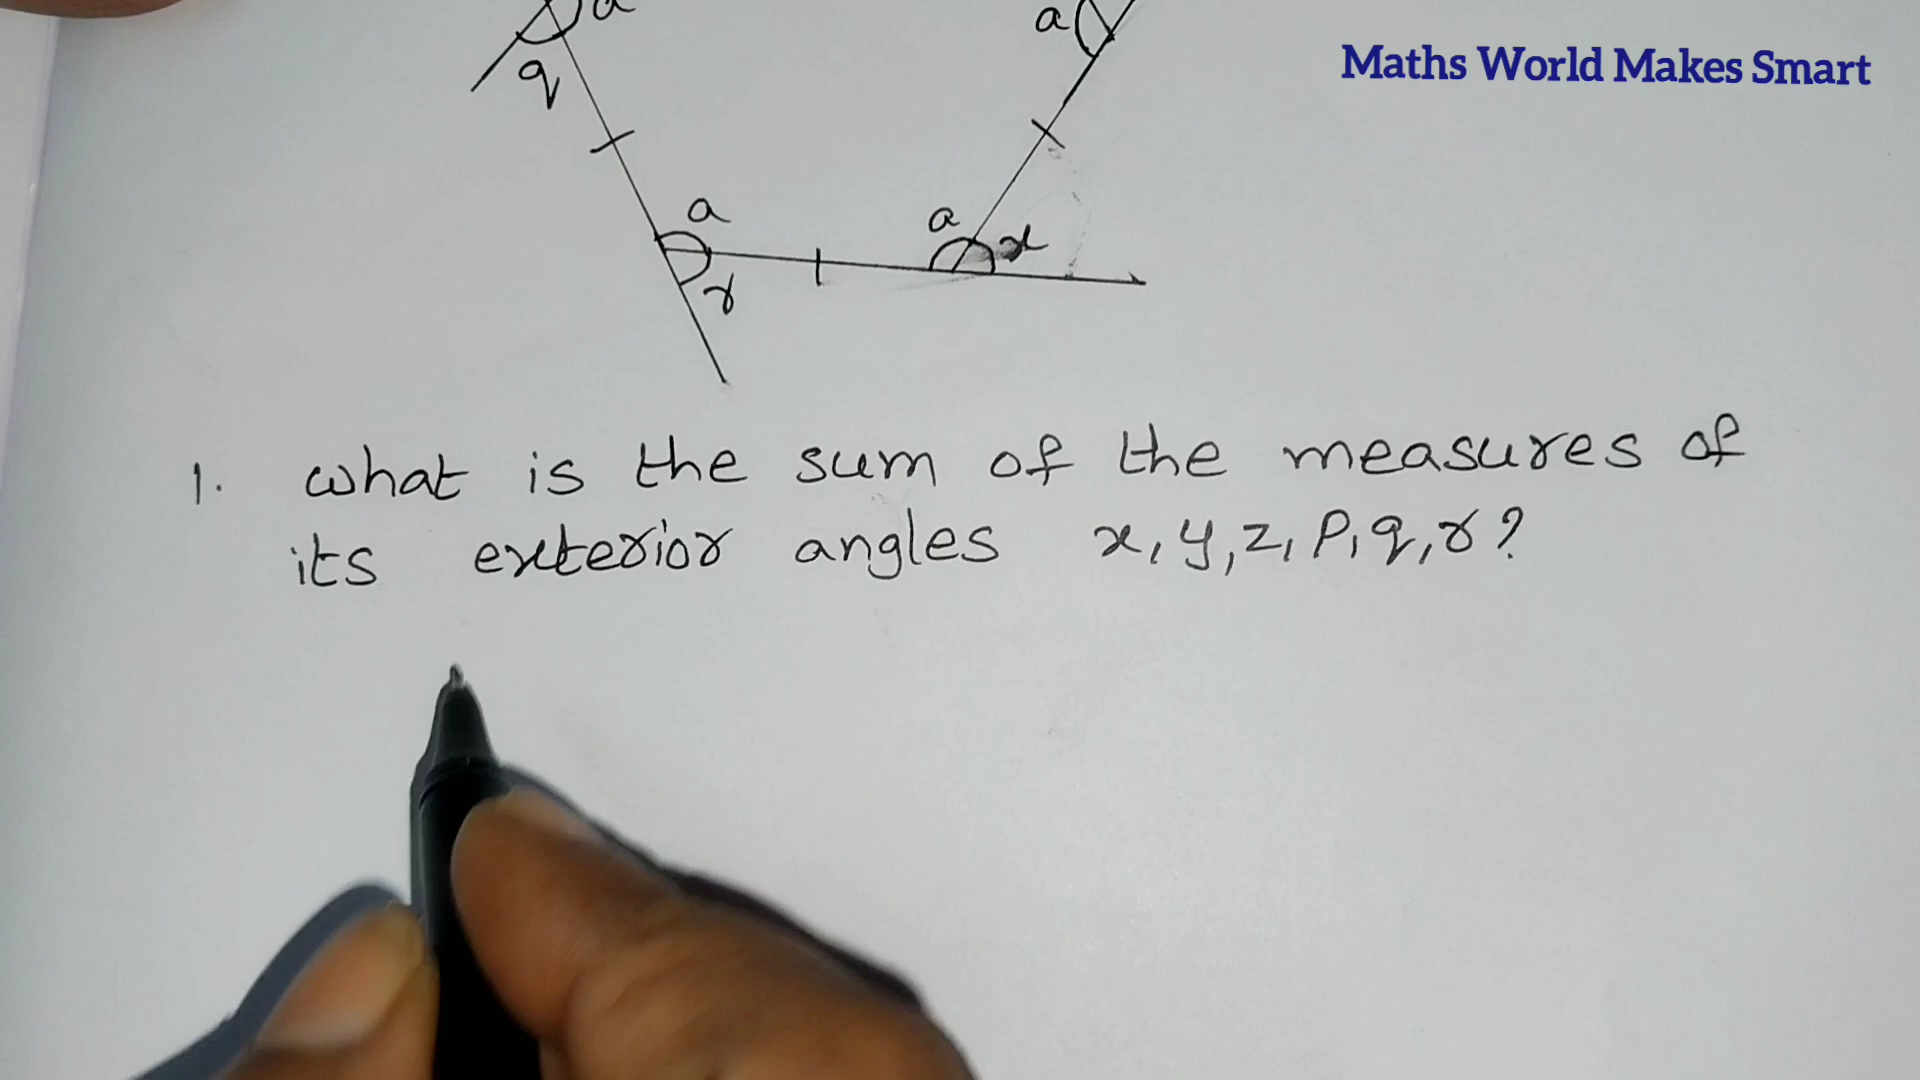 a
a
Maths World Makes Smart
q
a
a
x
r
1. what is the sum of the measures of
its exterior angles x, y, z, p, q, r?